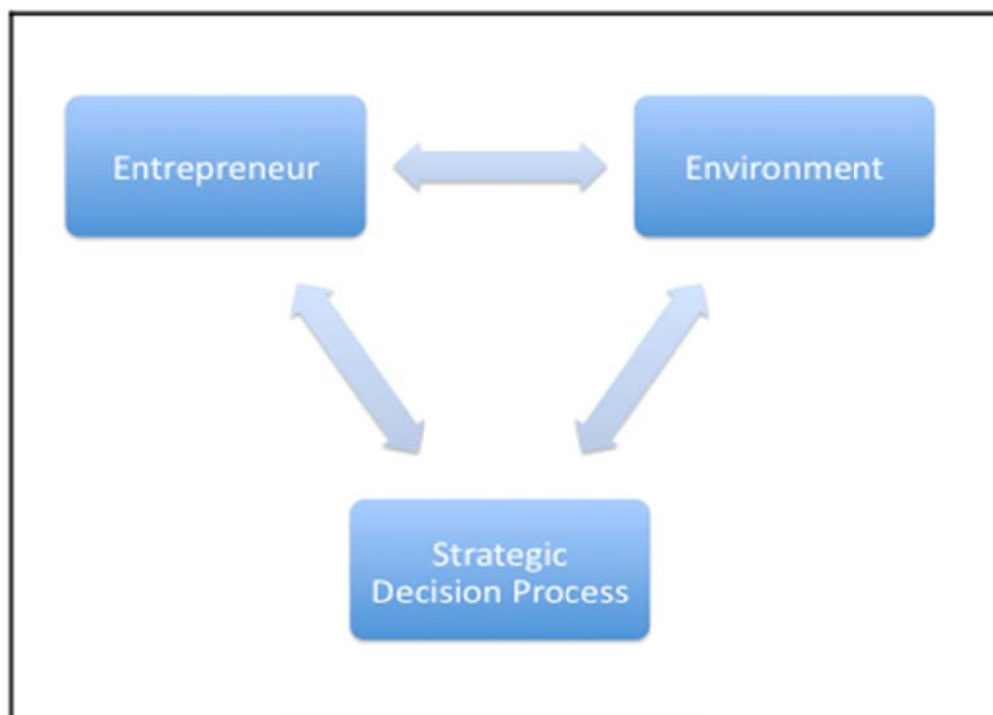 Entrepreneur
Environment
Strategic
Decision Process